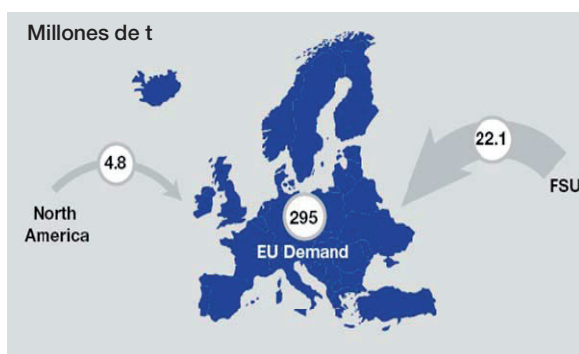 Millones de t
4.8
22.1
FSU
North
America
295
EU Demand